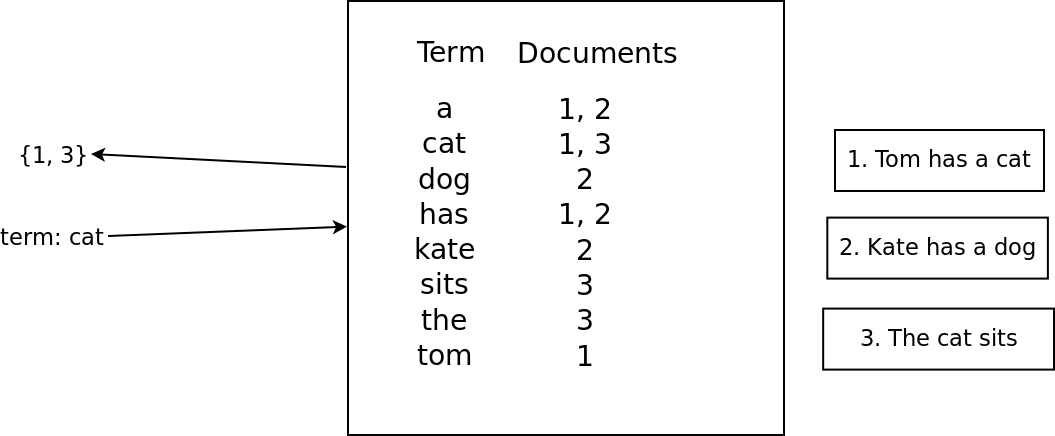 Term Documents
a 1, 2
cat 1, 3
dog 2
has 1, 2
kate 2
sits 3
the 3
tom 1
{1, 3}
term: cat
1. Tom has a cat
2. Kate has a dog
3. The cat sits